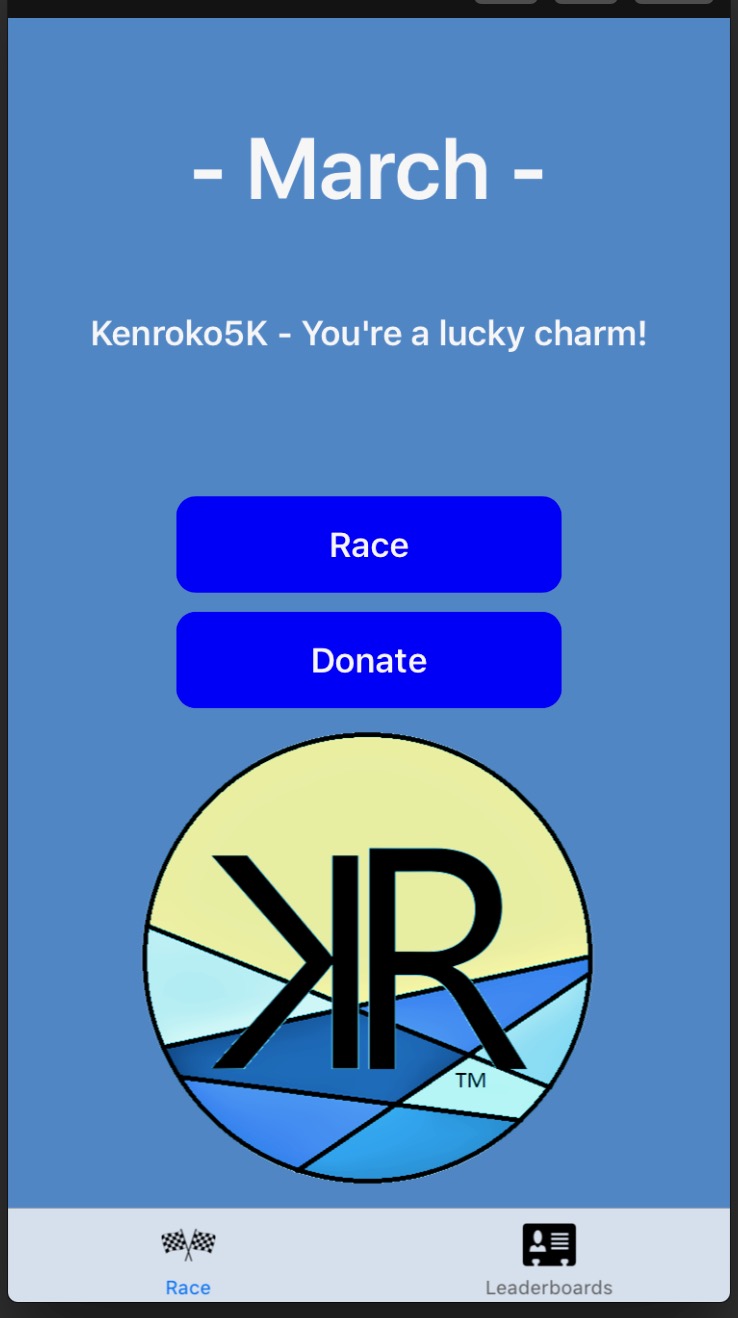 - March -
Kenroko5K - You're a lucky charm!
Race
Donate
KR
TM
Race
Leaderboards